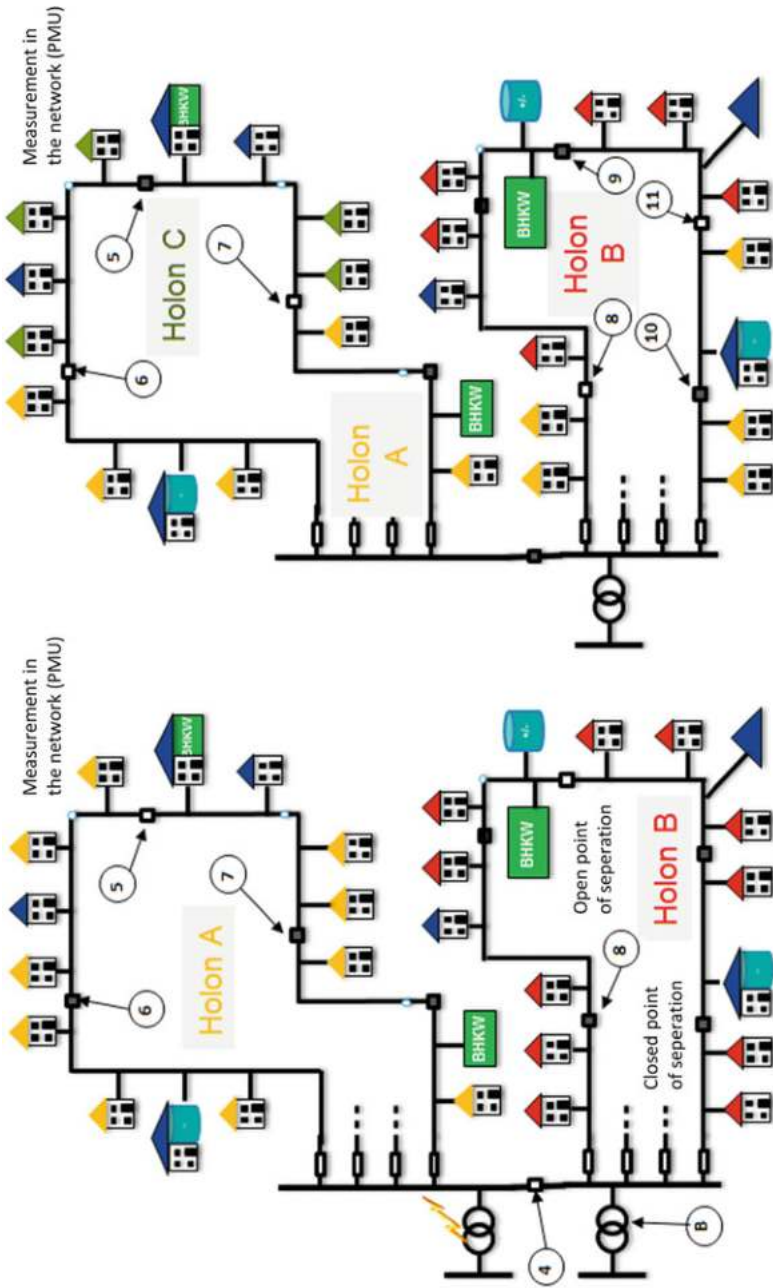 Measurement in
the network (PMU)
BHKW
5
6
7
Holon A
BHKW
4
B
8
+/-
BHKW
Open point
of seperation
Closed point
of seperation
Holon B
Measurement in
the network (PMU)
BHKW
5
6
7
Holon C
Holon
A
BHKW
+/-
BHKW
8
9
10
11
Holon
B